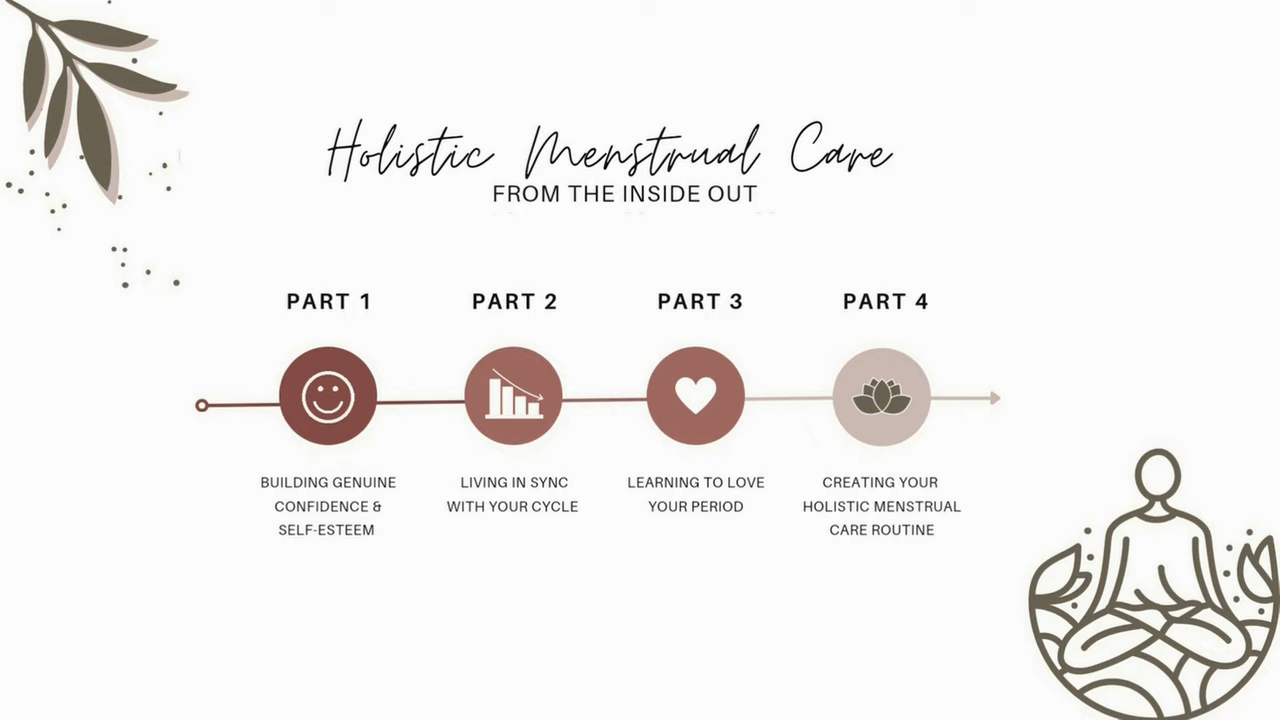 Holistic Menstrual Care
FROM THE INSIDE OUT
PART 1
PART 2
PART 3
PART 4
BUILDING GENUINE
CONFIDENCE &
SELF-ESTEEM
LIVING IN SYNC
WITH YOUR CYCLE
LEARNING TO LOVE
YOUR PERIOD
CREATING YOUR
HOLISTIC MENSTRUAL
CARE ROUTINE